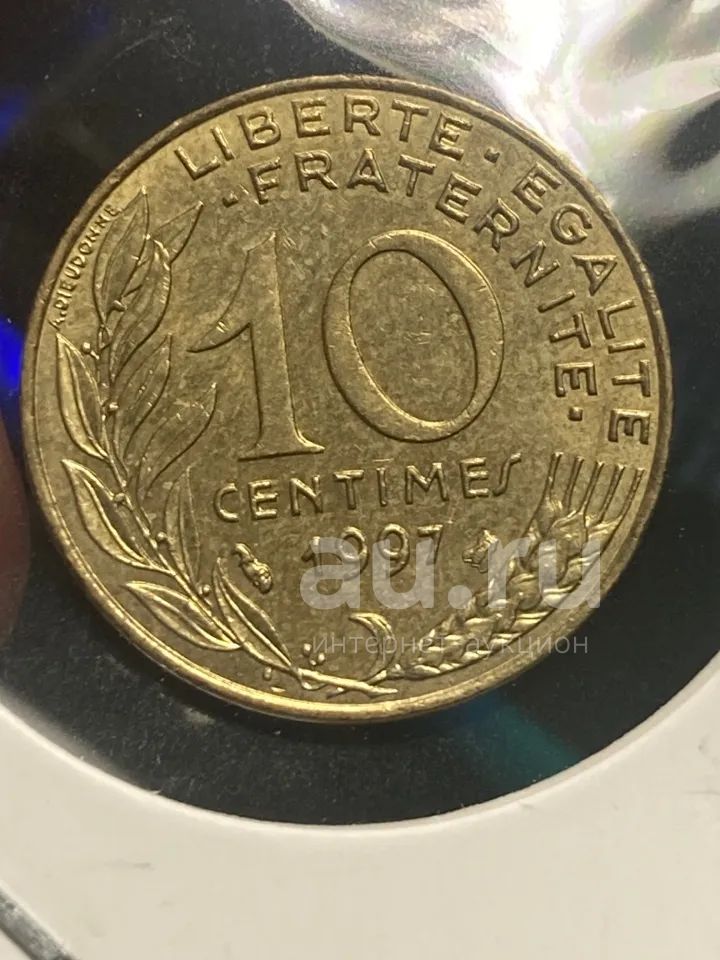 LIBERTE · EGALITE
· FRATERNITE ·
A. DIEUDONNE
10
CENTIMES
1997
au.ru
интернет-аукцион